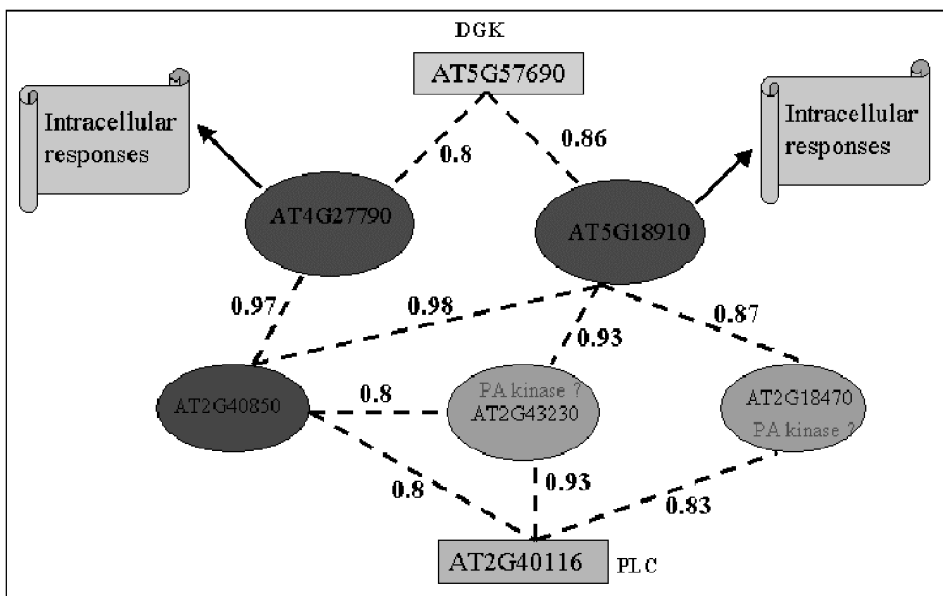 DGK
AT5G57690
Intracellular
responses
Intracellular
responses
0.8
0.86
AT4G27790
AT5G18910
0.97
0.98
0.93
0.87
AT2G40850
0.8
PA kinase ?
AT2G43230
AT2G18470
PA kinase ?
0.8
0.93
0.83
AT2G40116
PLC